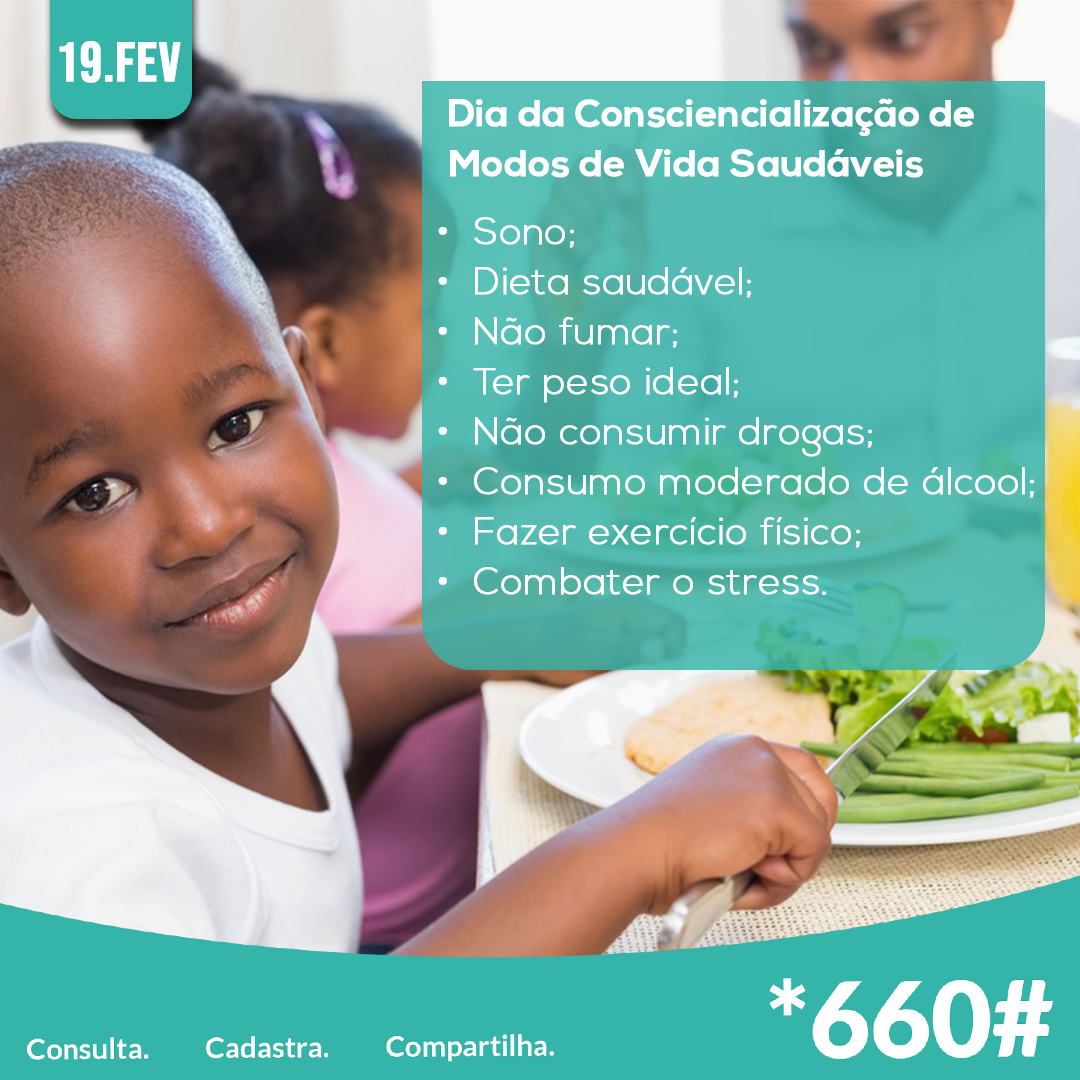 19.FEV
Dia da Consciencialização de
Modos de Vida Saudáveis
• Sono;
• Dieta saudável;
• Não fumar;
• Ter peso ideal;
• Não consumir drogas;
• Consumo moderado de álcool;
• Fazer exercício físico;
• Combater o stress.
*660#
Consulta. Cadastra. Compartilha.